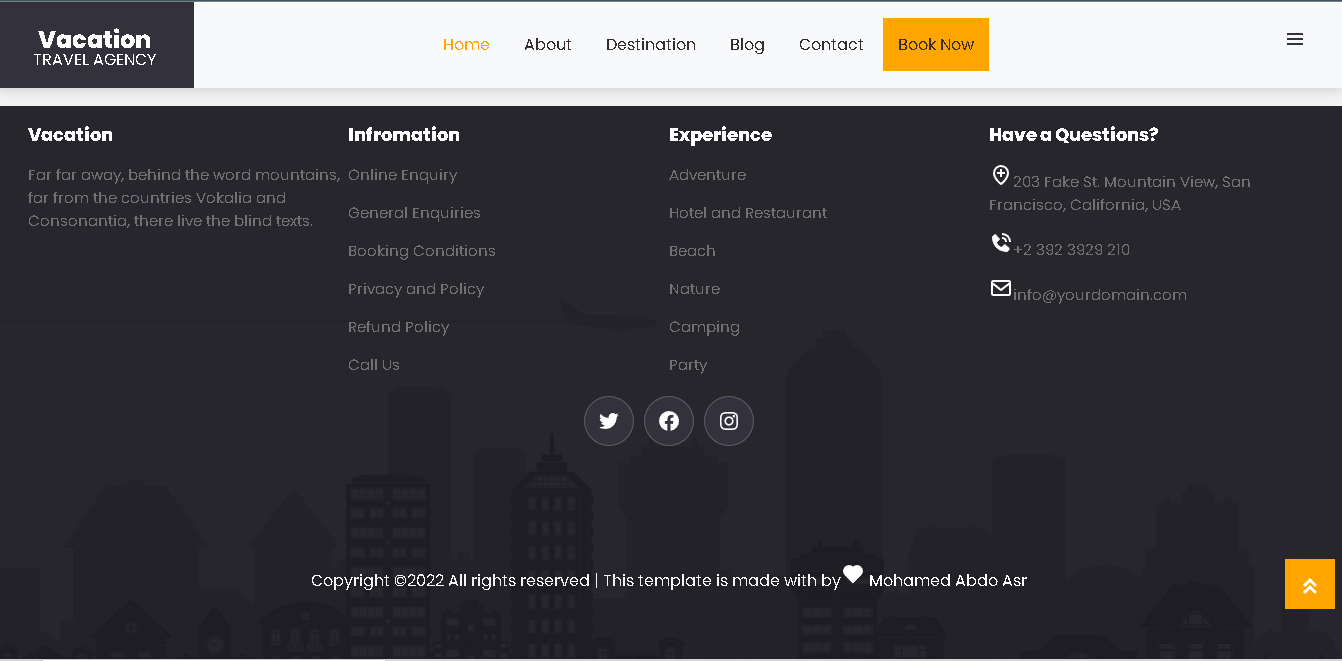 Vacation
TRAVEL AGENCY
Home
About
Destination
Blog
Contact
Book Now
Vacation
Far far away, behind the word mountains,
far from the countries Vokalia and
Consonantia, there live the blind texts.
Infromation
Online Enquiry
General Enquiries
Booking Conditions
Privacy and Policy
Refund Policy
Call Us
Experience
Adventure
Hotel and Restaurant
Beach
Nature
Camping
Party
Have a Questions?
203 Fake St. Mountain View, San
Francisco, California, USA
+2 392 3929 210
info@yourdomain.com
Copyright ©2022 All rights reserved | This template is made with by Mohamed Abdo Asr